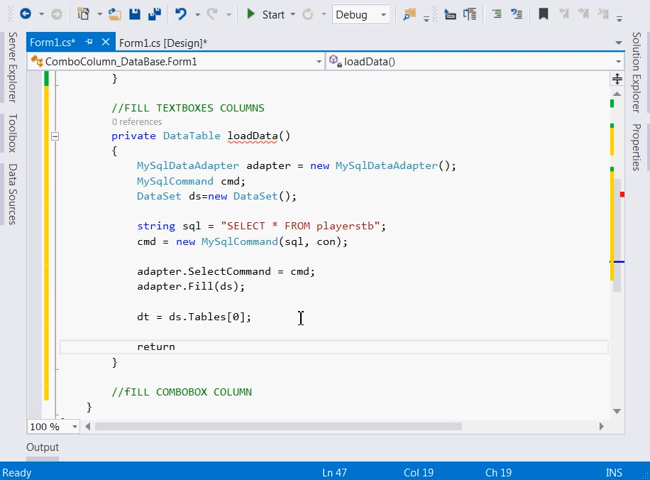 Start
Debug
Form1.cs*
Form1.cs [Design]*
ComboColumn_DataBase.Form1
loadData()
Server Explorer
Toolbox
Data Sources
Solution Explorer
Properties
}
//FILL TEXTBOXES COLUMNS
0 references
private DataTable loadData()
{
MySqlDataAdapter adapter = new MySqlDataAdapter();
MySqlCommand cmd;
DataSet ds=new DataSet();
string sql = "SELECT * FROM playerstb";
cmd = new MySqlCommand(sql, con);
adapter.SelectCommand = cmd;
adapter.Fill(ds);
dt = ds.Tables[0];
return
}
//fILL COMBOBOX COLUMN
}
100 %
Output
Ready
Ln 47
Col 19
Ch 19
INS